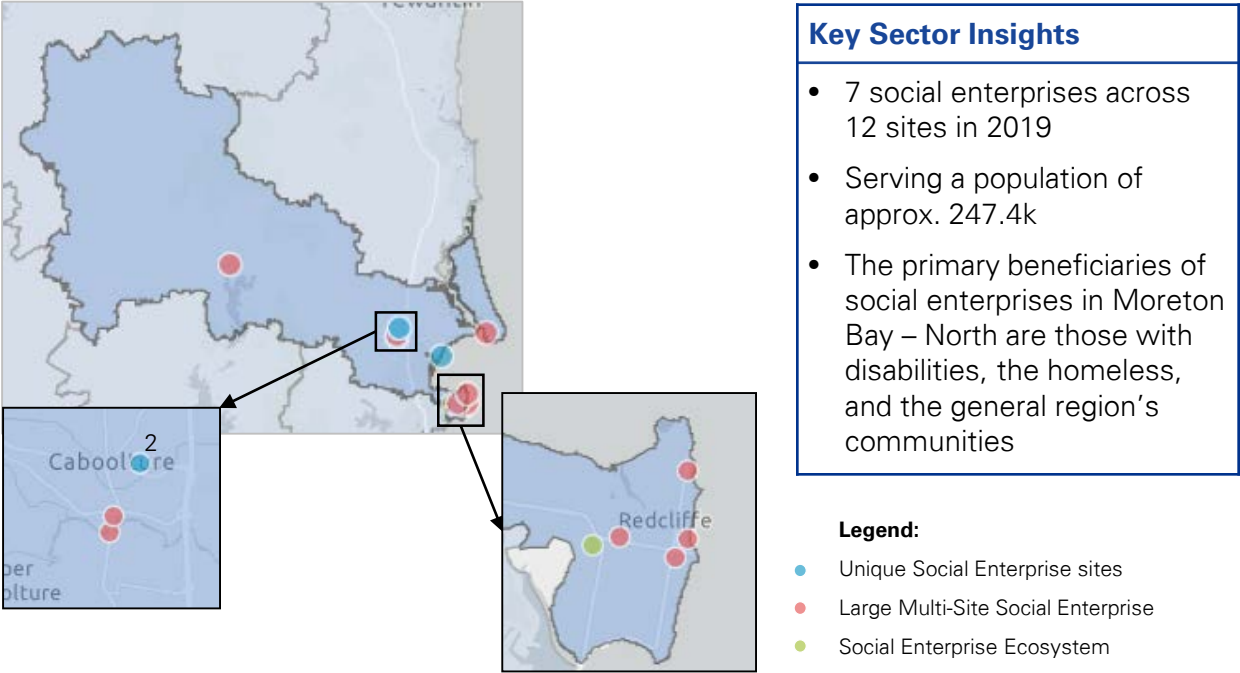 Key Sector Insights
• 7 social enterprises across
12 sites in 2019
• Serving a population of
approx. 247.4k
• The primary beneficiaries of
social enterprises in Moreton
Bay – North are those with
disabilities, the homeless,
and the general region's
communities
2
Redcliffe
Legend:
Unique Social Enterprise sites
Large Multi-Site Social Enterprise
Social Enterprise Ecosystem